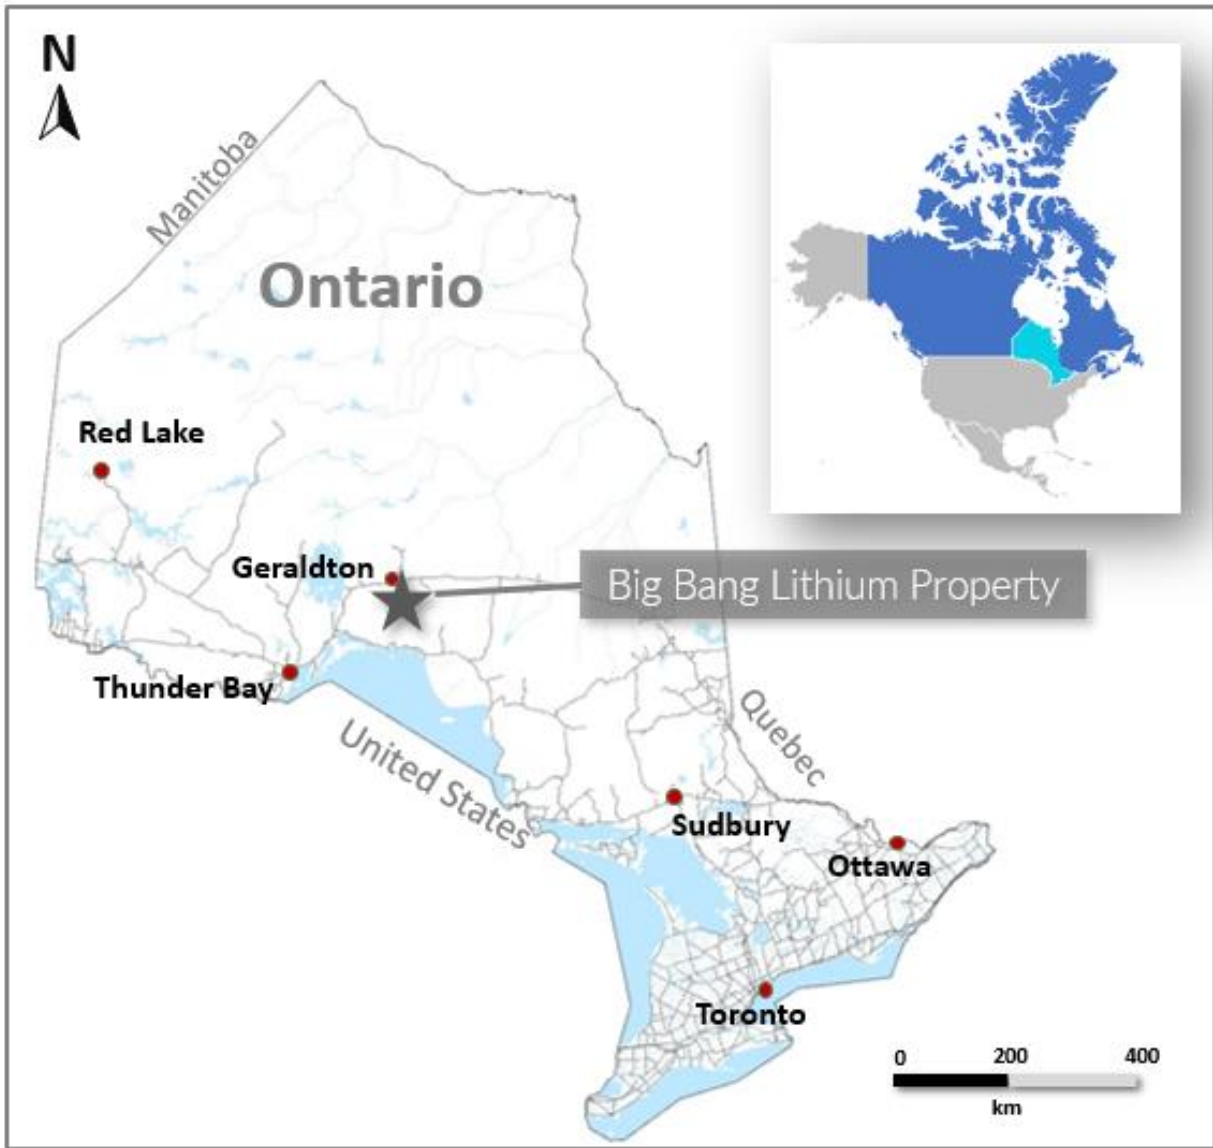 N
Manitoba
Ontario
Red Lake
Geraldton
Big Bang Lithium Property
Thunder Bay
United States
Quebec
Sudbury
Ottawa
Toronto
0 200 400
km